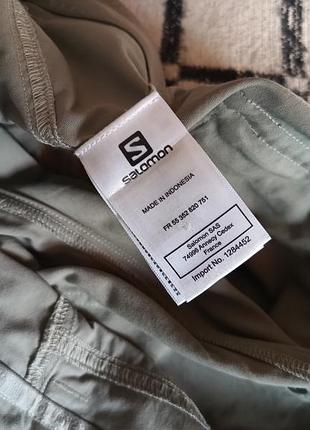 S
salomon
MADE IN INDONESIA
FR 55 352 820 751
Salomon SAS
74996 Annecy Cedex
France
Import No. 1284452